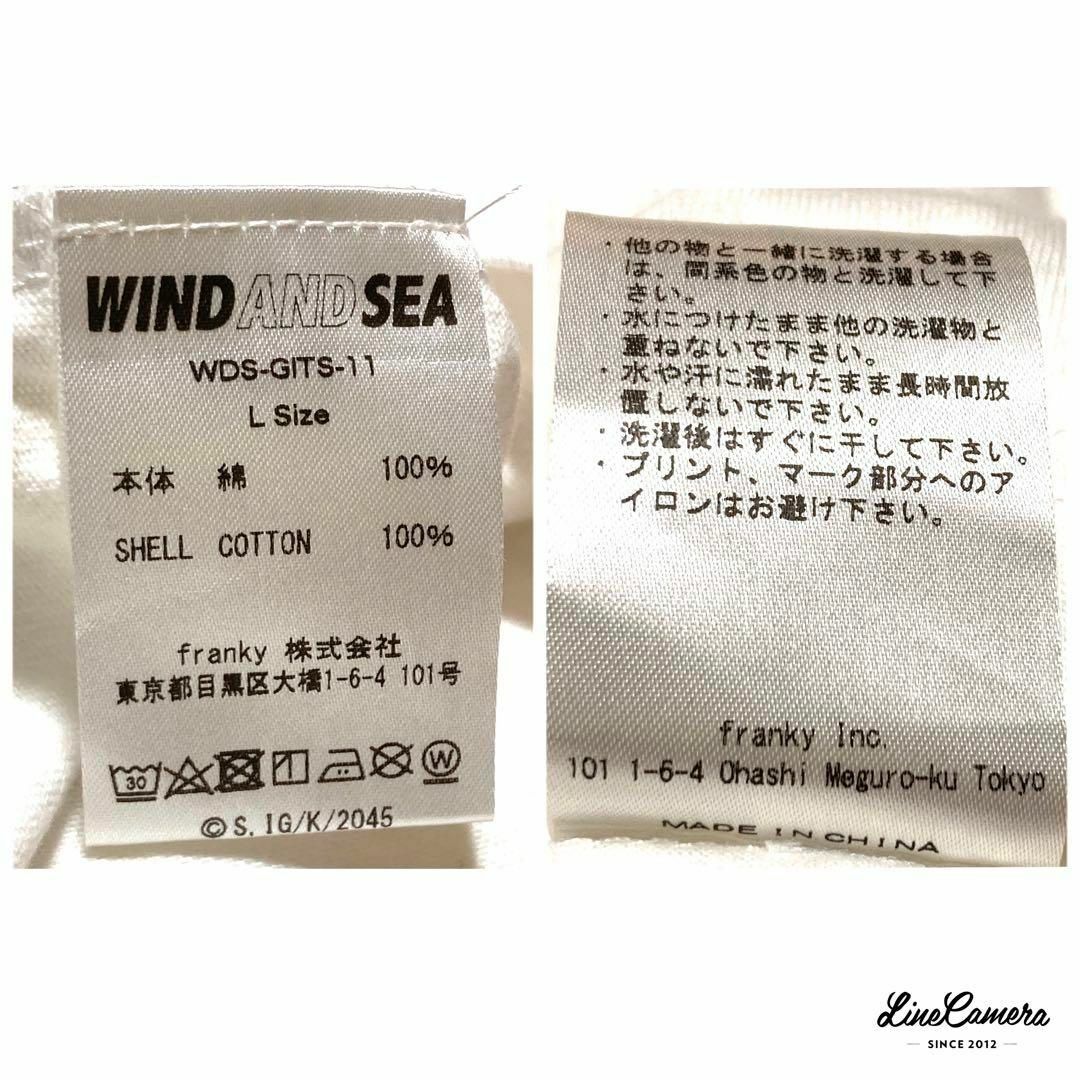 WIND AND SEA
WDS-GITS-11
L Size
本体 綿 100%
SHELL COTTON 100%
franky 株式会社
東京都目黒区大橋1-6-4 101号
30
W
©S.IG/K/2045
・他の物と一緒に洗濯する場合
は、同系色の物と洗濯して下
さい。
・水につけたまま他の洗濯物と
重ねないで下さい。
・水や汗に濡れたまま長時間放
置しないで下さい。
・洗濯後はすぐに干して下さい。
・プリント、マーク部分へのア
イロンはお避け下さい。
franky Inc.
101 1-6-4 Ohashi Meguro-ku Tokyo
MADE IN CHINA
LineCamera
SINCE 2012